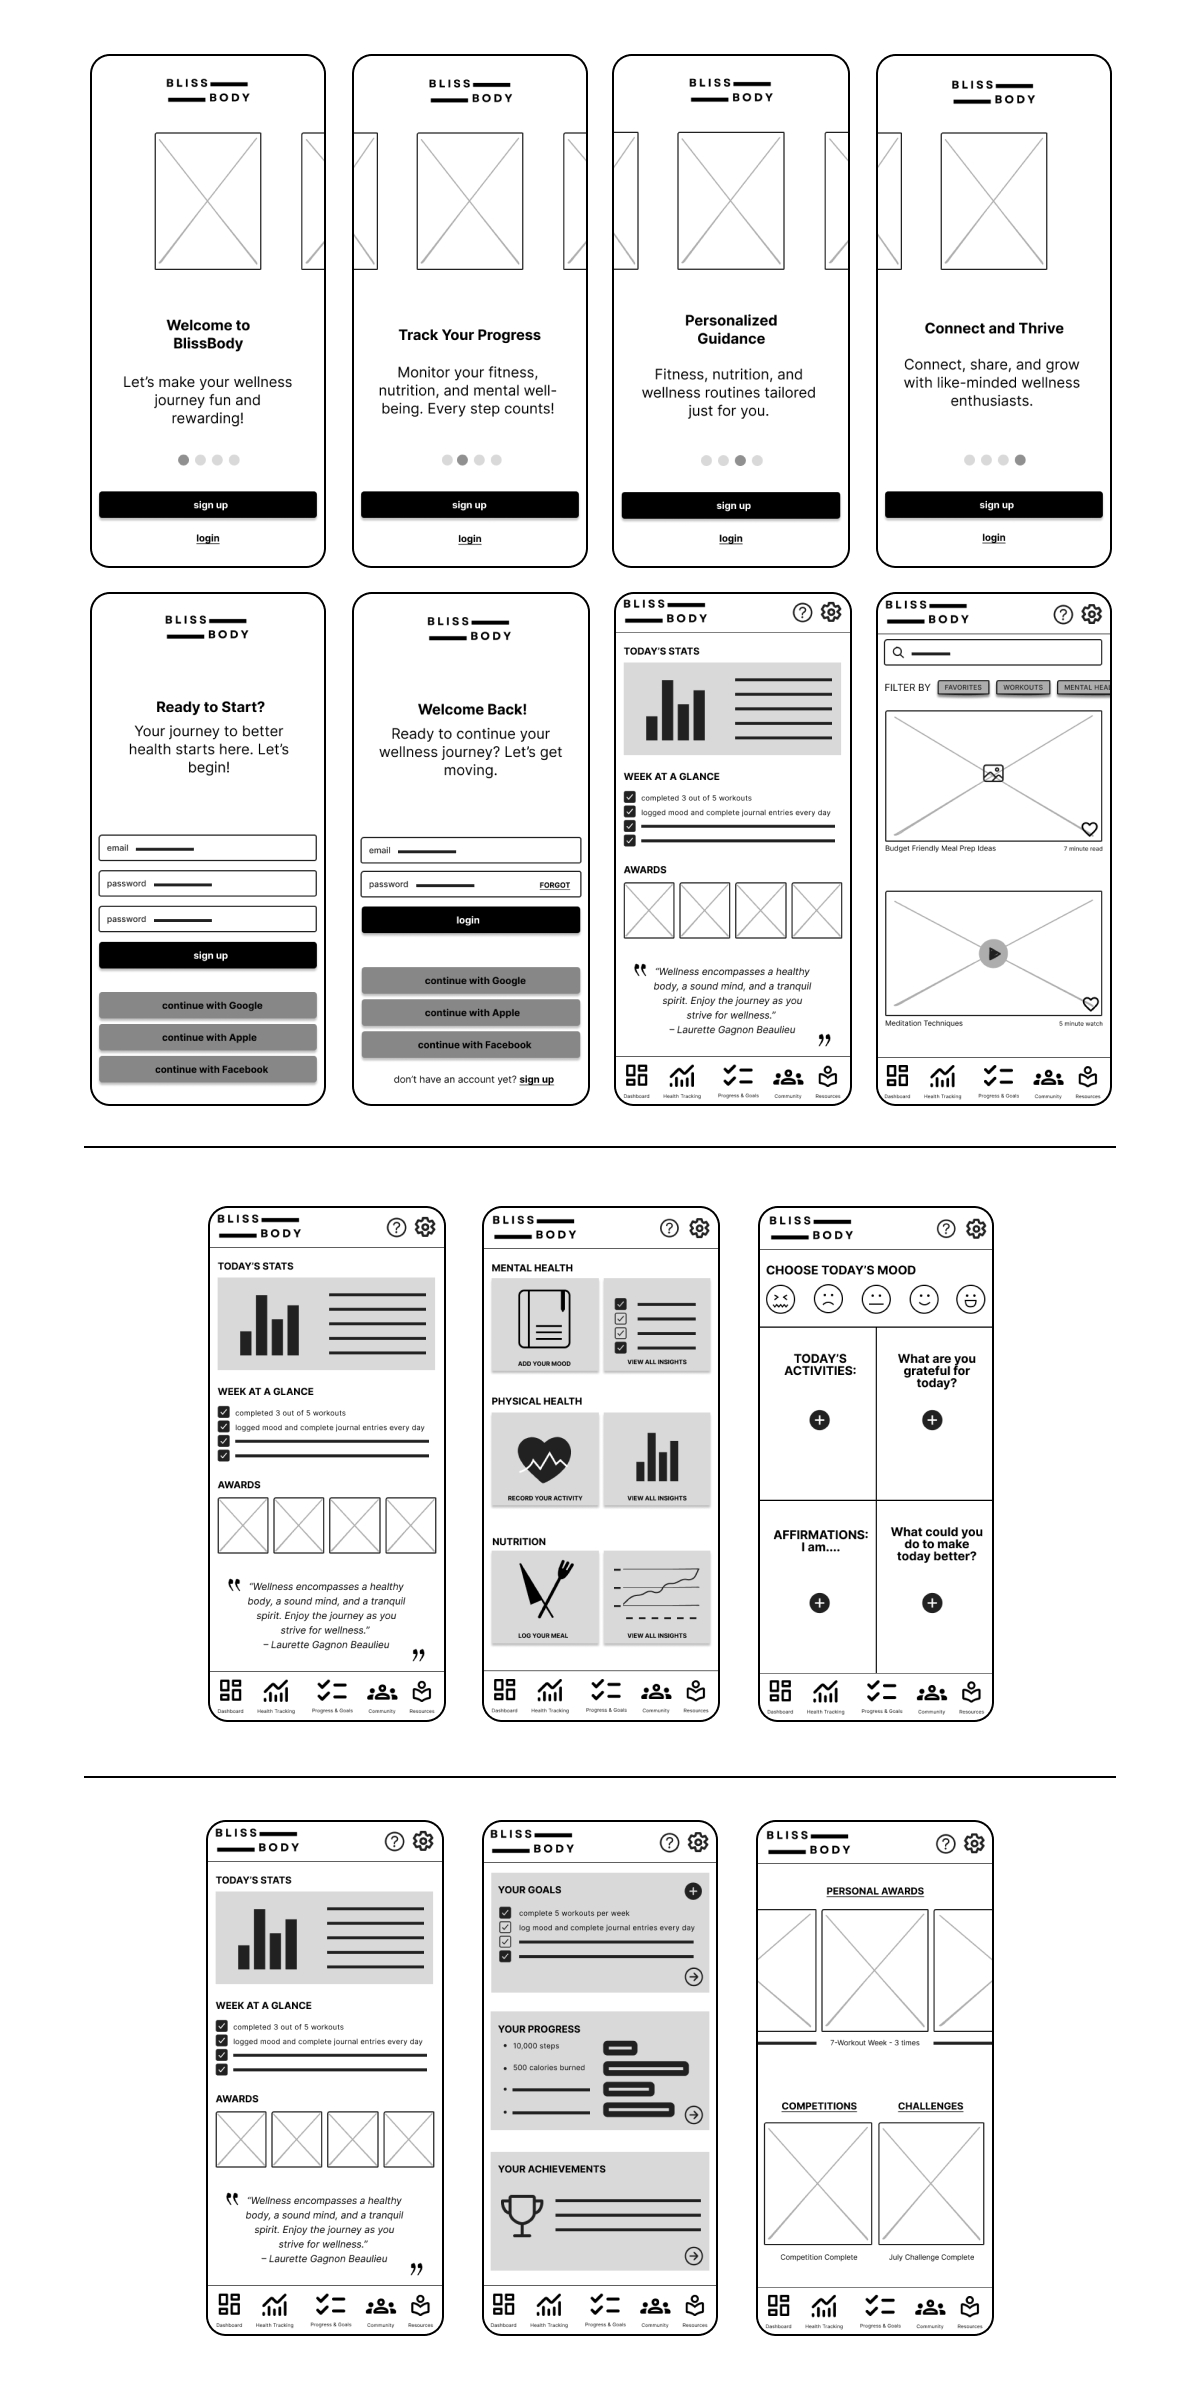 BLISS
BODY
Welcome to
BlissBody
Let's make your wellness
journey fun and
rewarding!
sign up
login
BLISS
BODY
Track Your Progress
Monitor your fitness,
nutrition, and mental well-
being. Every step counts!
sign up
login
BLISS
BODY
Personalized
Guidance
Fitness, nutrition, and
wellness routines tailored
just for you.
sign up
login
BLISS
BODY
Connect and Thrive
Connect, share, and grow
with like-minded wellness
enthusiasts.
sign up
login
BLISS
BODY
Ready to Start?
Your journey to better
health starts here. Let's
begin!
email
password
password
sign up
continue with Google
continue with Apple
continue with Facebook
BLISS
BODY
Welcome Back!
Ready to continue your
wellness journey? Let's get
moving.
email
password FORGOT
login
continue with Google
continue with Apple
continue with Facebook
don't have an account yet? sign up
BLISS
BODY ?
TODAY'S STATS
WEEK AT A GLANCE
completed 3 out of 5 workouts
logged mood and complete journal entries every day
AWARDS
"Wellness encompasses a healthy
body, a sound mind, and a tranquil
spirit. Enjoy the journey as you
strive for wellness."
– Laurette Gagnon Beaulieu
Dashboard Health Tracking Progress & Goals Community Resources
BLISS
BODY ?
FILTER BY FAVORITES WORKOUTS MENTAL HEAL
Budget Friendly Meal Prep Ideas 7 minute read
Meditation Techniques 5 minute watch
Dashboard Health Tracking Progress & Goals Community Resources
BLISS
BODY ?
TODAY'S STATS
WEEK AT A GLANCE
completed 3 out of 5 workouts
logged mood and complete journal entries every day
AWARDS
"Wellness encompasses a healthy
body, a sound mind, and a tranquil
spirit. Enjoy the journey as you
strive for wellness."
– Laurette Gagnon Beaulieu
Dashboard Health Tracking Progress & Goals Community Resources
BLISS
BODY ?
MENTAL HEALTH
ADD YOUR MOOD VIEW ALL INSIGHTS
PHYSICAL HEALTH
RECORD YOUR ACTIVITY VIEW ALL INSIGHTS
NUTRITION
LOG YOUR MEAL VIEW ALL INSIGHTS
Dashboard Health Tracking Progress & Goals Community Resources
BLISS
BODY ?
CHOOSE TODAY'S MOOD
TODAY'S
ACTIVITIES:
What are you
grateful for
today?
AFFIRMATIONS:
I am....
What could you
do to make
today better?
Dashboard Health Tracking Progress & Goals Community Resources
BLISS
BODY ?
TODAY'S STATS
WEEK AT A GLANCE
completed 3 out of 5 workouts
logged mood and complete journal entries every day
AWARDS
"Wellness encompasses a healthy
body, a sound mind, and a tranquil
spirit. Enjoy the journey as you
strive for wellness."
– Laurette Gagnon Beaulieu
Dashboard Health Tracking Progress & Goals Community Resources
BLISS
BODY ?
YOUR GOALS
complete 5 workouts per week
log mood and complete journal entries every day
YOUR PROGRESS
• 10,000 steps
• 500 calories burned
YOUR ACHIEVEMENTS
Dashboard Health Tracking Progress & Goals Community Resources
BLISS
BODY ?
PERSONAL AWARDS
7-Workout Week - 3 times
COMPETITIONS CHALLENGES
Competition Complete July Challenge Complete
Dashboard Health Tracking Progress & Goals Community Resources